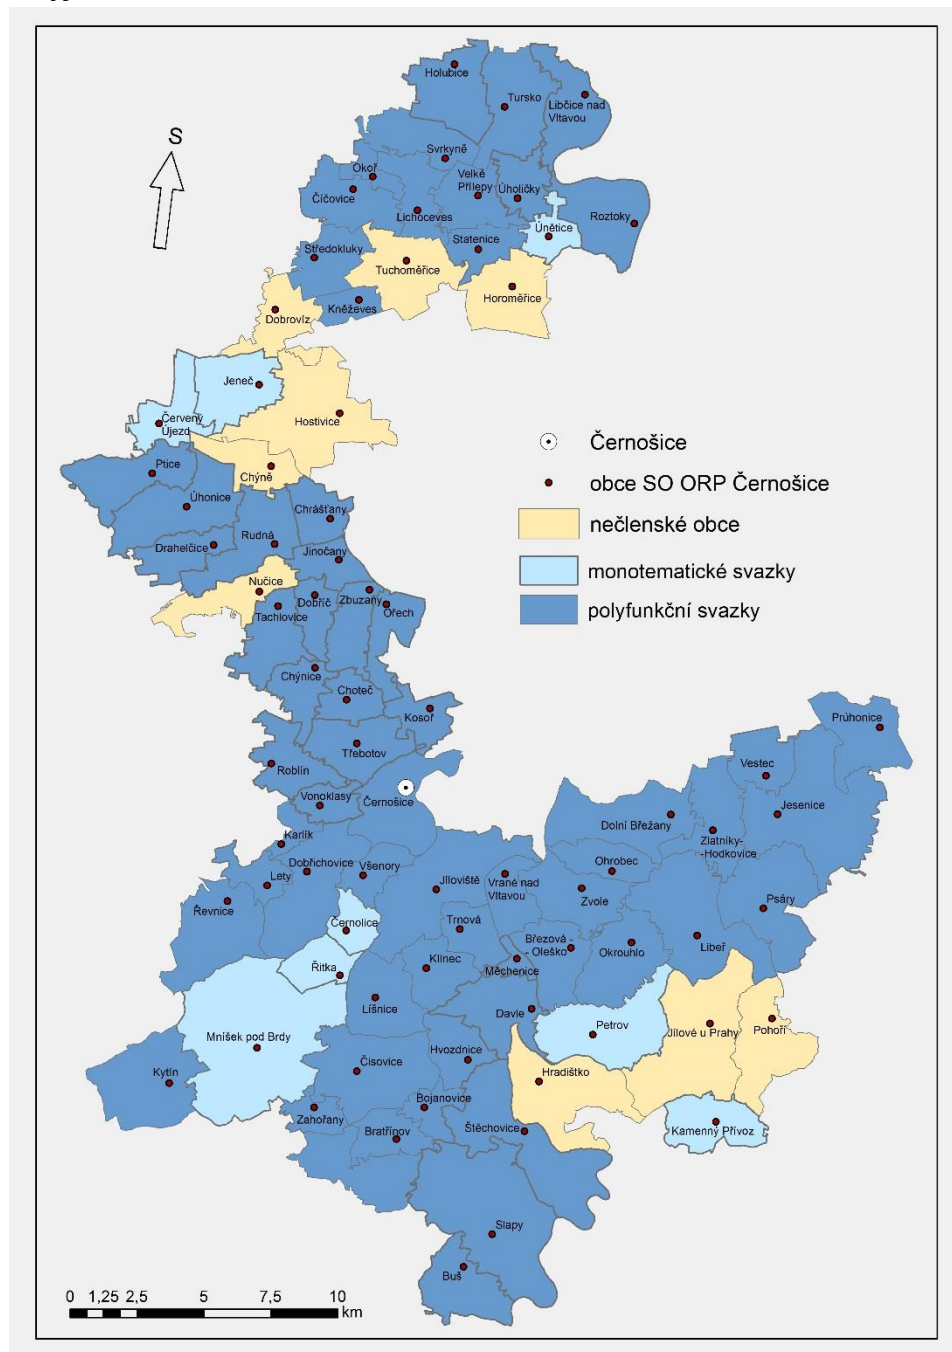 Holubice
Tursko
Libčice nad
Vltavou
S
Svrkyně
Okoř
Velké
Přílepy
Úholičky
Číčovice
Lichoceves
Roztoky
Únětice
Statenice
Středokluky
Tuchoměřice
Horoměřice
Kněževes
Dobrovíz
Jeneč
Hostivice
Červený
Újezd
Černošice
Ptice
Chýně
obce SO ORP Černošice
Úhonice
Chrášťany
nečlenské obce
Drahelčice
Rudná
Jinočany
Nučice
monotematické svazky
Dobříč
Zbuzany
Ořech
Tachlovice
polyfunkční svazky
Chýnice
Choteč
Kosoř
Průhonice
Třebotov
Roblín
Vestec
Vonoklasy
Černošice
Dolní Břežany
Jesenice
Zlatníky-
-Hodkovice
Karlík
Dobřichovice
Všenory
Ohrobec
Lety
Jíloviště
Vrané nad
Vltavou
Zvole
Psáry
Řevnice
Trnová
Černolice
Březová -
Oleško
Okrouhlo
Libeř
Řitka
Klínec
Měchenice
Líšnice
Davle
Petrov
Jílové u Prahy
Pohoří
Mníšek pod Brdy
Hvozdnice
Kytín
Čisovice
Hradištko
Bojanovice
Zahořany
Bratřínov
Štěchovice
Kamenný Přívoz
Slapy
Buš
0 1,25 2,5 5 7,5 10
km